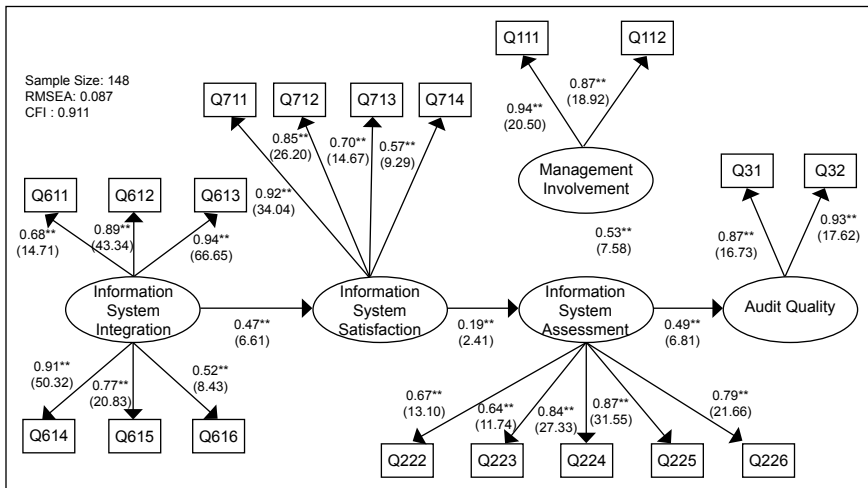 Sample Size: 148
RMSEA: 0.087
CFI : 0.911
Q111
Q112
0.94**
(20.50)
0.87**
(18.92)
Management
Involvement
0.53**
(7.58)
Q711
Q712
Q713
Q714
0.92**
(34.04)
0.85**
(26.20)
0.70**
(14.67)
0.57**
(9.29)
Q31
Q32
0.87**
(16.73)
0.93**
(17.62)
Q611
Q612
Q613
0.68**
(14.71)
0.89**
(43.34)
0.94**
(66.65)
Information
System
Integration
0.47**
(6.61)
Information
System
Satisfaction
0.19**
(2.41)
Information
System
Assessment
0.49**
(6.81)
Audit Quality
0.91**
(50.32)
0.77**
(20.83)
0.52**
(8.43)
Q614
Q615
Q616
0.67**
(13.10)
0.64**
(11.74)
0.84**
(27.33)
0.87**
(31.55)
0.79**
(21.66)
Q222
Q223
Q224
Q225
Q226